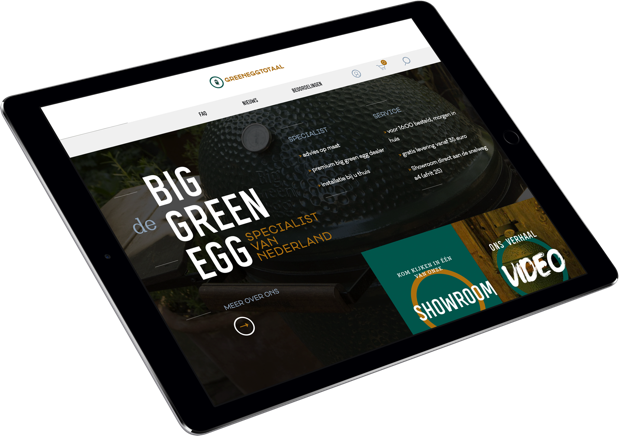 GREENEGGTOTAAL
FAQ
NIEUWS
BEOORDELINGEN
de
BIG
GREEN
EGG
SPECIALIST
VAN
NEDERLAND
MEER OVER ONS
SPECIALIST
- advies op maat
- premium big green egg dealer
- installatie bij u thuis
SERVICE
- voor 16:00 besteld, morgen in
huis
- gratis levering vanaf 35 euro
- Showroom direct aan de snelweg
a4 (afrit 25)
KOM KIJKEN IN ÉÉN
VAN ONZE
SHOWROOM
ONS VERHAAL
VIDEO